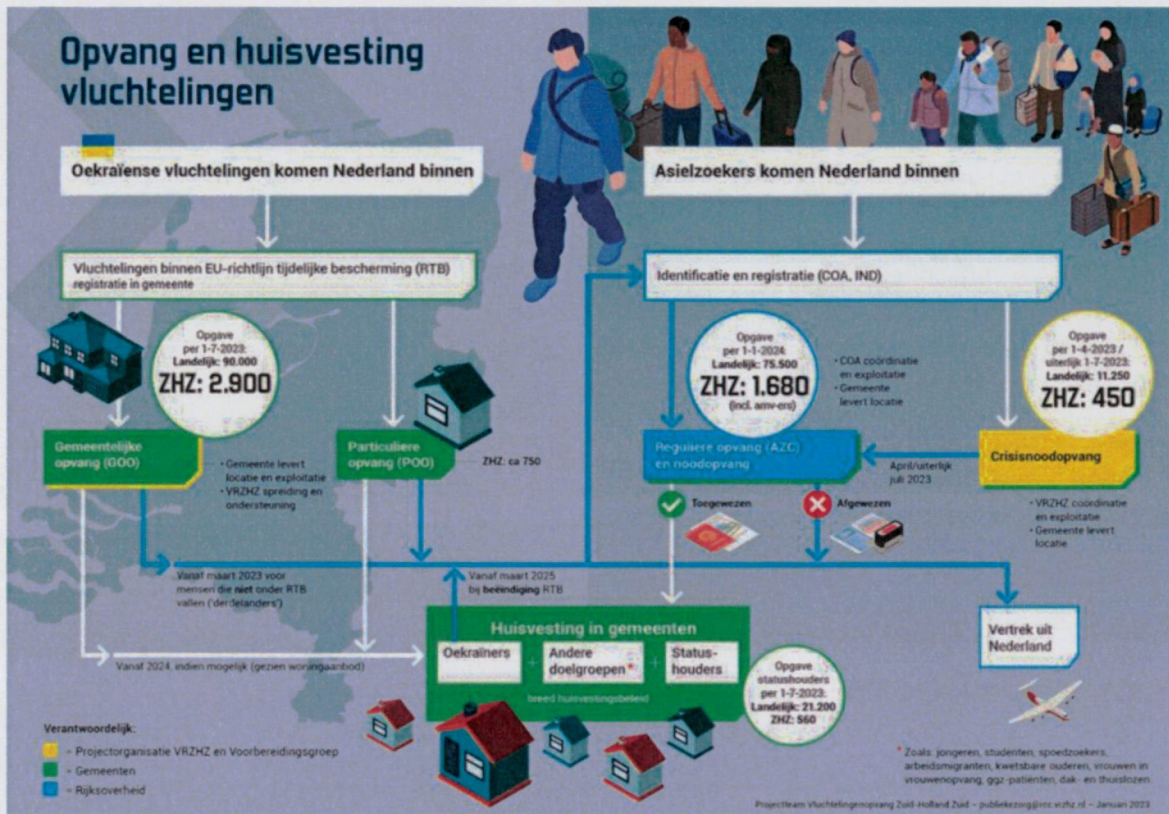 Opvang en huisvesting
vluchtelingen
Oekraïense vluchtelingen komen Nederland binnen
Vluchtelingen binnen EU-richtlijn tijdelijke bescherming (RTB)
registratie in gemeente
Opgave
per 1-7-2023:
Landelijk: 90.000
ZHZ: 2.900
Gemeentelijke
opvang (GOO)
• Gemeente levert
locatie en exploitatie
• VRZHZ spreiding en
ondersteuning
Particuliere
opvang (POO)
ZHZ: ca 750
Asielzoekers komen Nederland binnen
Identificatie en registratie (COA, IND)
Opgave
per 1-1-2024:
Landelijk: 75.500
ZHZ: 1.680
(incl. amv-ers)
• COA coördinatie
en exploitatie
• Gemeente
levert locatie
Opgave
per 1-4-2023 /
uiterlijk 1-7-2023:
Landelijk: 11.250
ZHZ: 450
Reguliere opvang (AZC)
en noodopvang
April/uiterlijk
juli 2023
Crisisnoodopvang
• VRZHZ coördinatie
en exploitatie
• Gemeente levert
locatie
Toegewezen
Afgewezen
Vanaf maart 2023 voor
mensen die niet onder RTB
vallen ('derdelanders')
Vanaf maart 2025
bij beëindiging RTB
Vanaf 2024, indien mogelijk (gezien woningaanbod)
Huisvesting in gemeenten
Oekraïners
+
Andere
doelgroepen*
+
Status-
houders
breed huisvestingsbeleid
Opgave
statushouders
per 1-7-2023:
Landelijk: 21.200
ZHZ: 560
Vertrek uit
Nederland
Verantwoordelijk:
= Projectorganisatie VRZHZ en Voorbereidingsgroep
= Gemeenten
= Rijksoverheid
* Zoals: jongeren, studenten, spoedzoekers,
arbeidsmigranten, kwetsbare ouderen, vrouwen in
vrouwenopvang, ggz-patiënten, dak- en thuislozen.
Projectteam Vluchtelingenopvang Zuid-Holland Zuid – publiekezorg@rcc.vrzhz.nl – Januari 2023